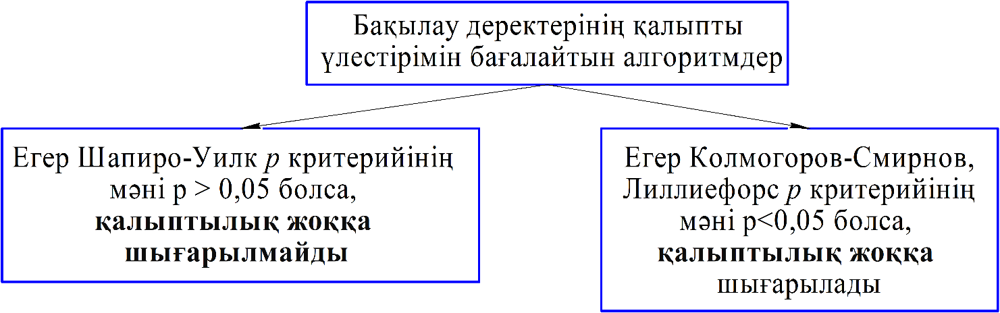 Бақылау деректерінің қалыпты
үлестірімін бағалайтын алгоритмдер
Егер Шапиро-Уилк p критерийінің
мәні p > 0,05 болса,
қалыптылық жоққа
шығарылмайды
Егер Колмогоров-Смирнов,
Лиллиефорс p критерийінің
мәні p<0,05 болса,
қалыптылық жоққа
шығарылады